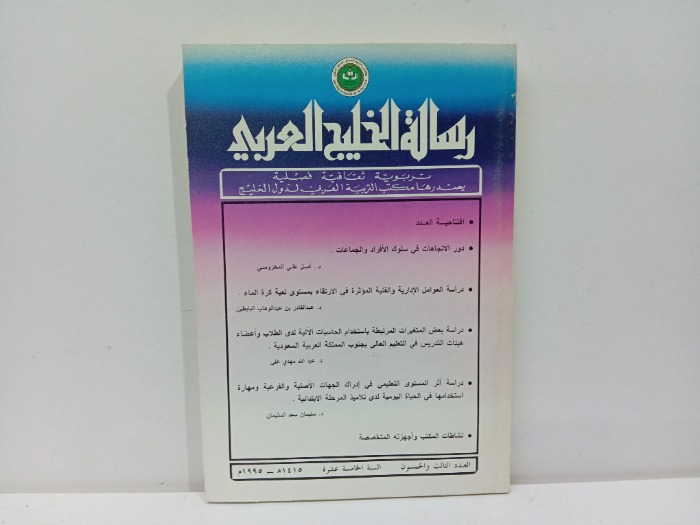 رسالة الخليج العربي
تربوية ثقافية فصلية
يصدرها مكتب التربية العربي لدول الخليج
• افتتاحية العدد
• دور الاتجاهات في سلوك الأفراد والجماعات .
د . أمل علي المخزومي
• دراسة العوامل الإدارية والفنية المؤثرة في الارتقاء بمستوى لعبة كرة الماء .
د. عبدالقادر بن عبدالوهاب البابطين
• دراسة بعض المتغيرات المرتبطة باستخدام الحاسبات الآلية لدى الطلاب وأعضاء
هيئات التدريس في التعليم العالي بجنوب المملكة العربية السعودية .
د. عبد الله مهدي علي
• دراسة أثر المستوى التعليمي في إدراك الجهات الأصلية والفرعية ومهارة
استخدامها في الحياة اليومية لدى تلاميذ المرحلة الابتدائية .
د. سليمان سعد السليمان
• نشاطات المكتب وأجهزته المتخصصة
العدد الثالث والخمسون السنة الخامسة عشرة ١٤١٥هـ – ١٩٩٥م